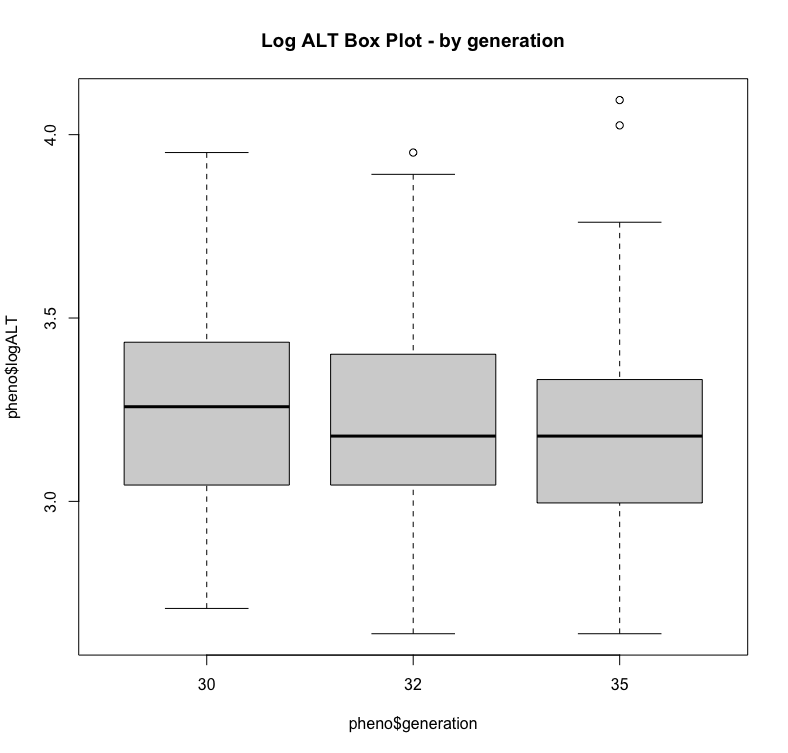 Log ALT Box Plot - by generation
pheno$logALT
4.0
3.5
3.0
30 32 35
pheno$generation